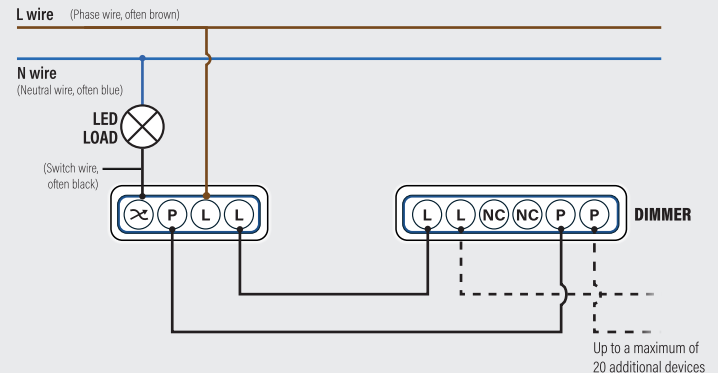 L wire (Phase wire, often brown)
N wire
(Neutral wire, often blue)
LED
LOAD
(Switch wire,
often black)
P L L
L L NC NC P P
DIMMER
Up to a maximum of
20 additional devices